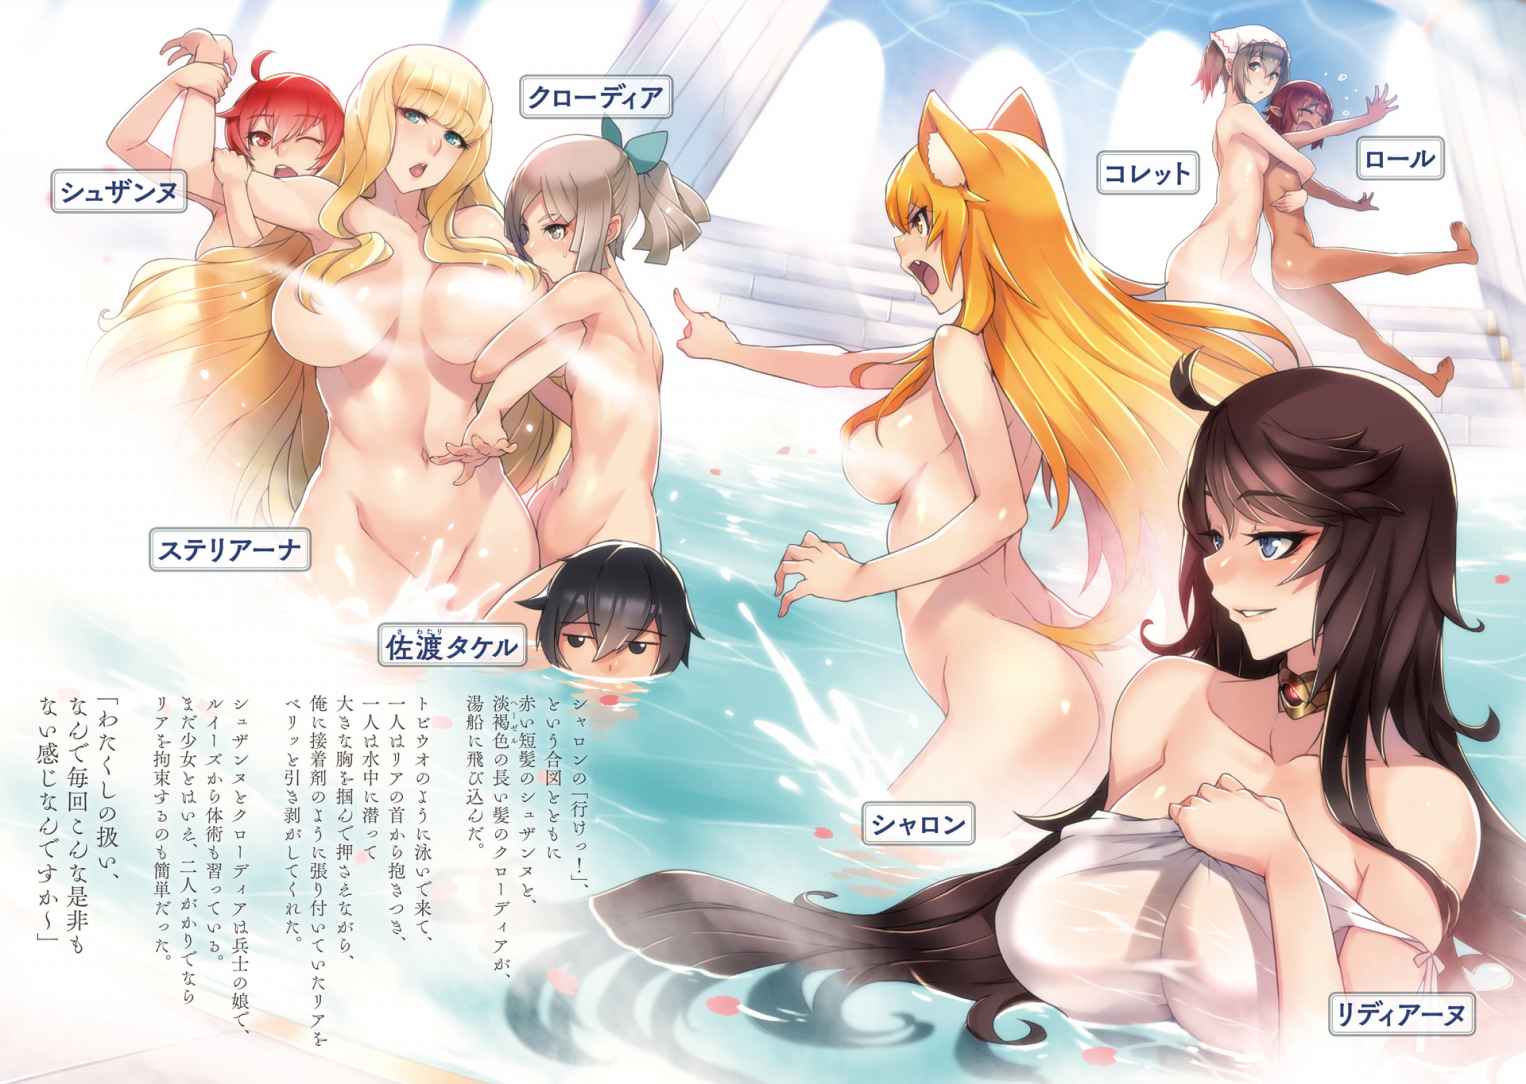 クローディア
シュザンヌ
コレット
ロール
ステリアーナ
佐渡タケル
さわたり
シャロン
リディアーヌ
シャロンの「行けっ！」、
という合図とともに
赤い短髪のシュザンヌと、
淡褐色の長い髪のクローディアが、
ヘーゼル
湯船に飛び込んだ。
トビウオのように泳いで来て、
一人はリアの首から抱きつき、
一人は水中に潜って
大きな胸を掴んで押さえながら、
俺に接着剤のように張り付いていたリアを
ベリッと引き剥がしてくれた。
シュザンヌとクローディアは兵士の娘で、
ルイーズから体術も習っている。
まだ少女とはいえ、二人がかりでなら
リアを拘束するのも簡単だった。
「わたくしの扱い、
なんで毎回こんな是非も
ない感じなんですか～」